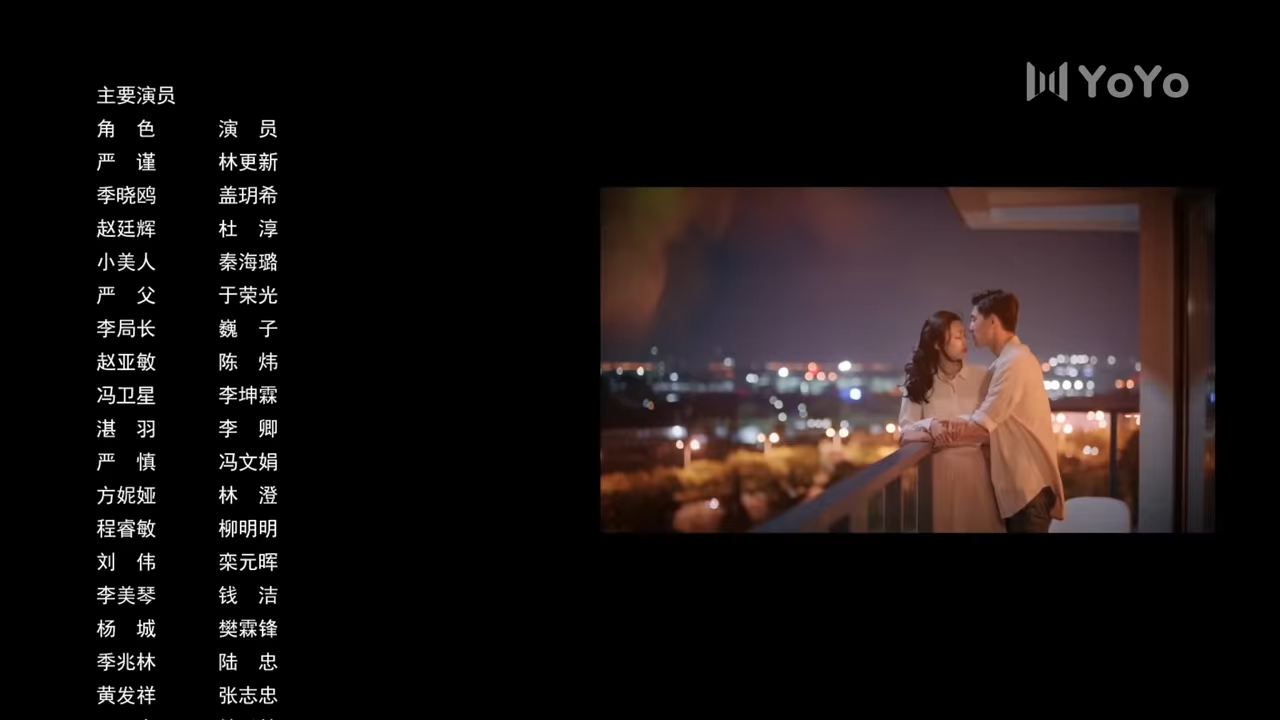 YoYo
主要演员
角 色 演 员
严 谨 林更新
季晓鸥 盖玥希
赵廷辉 杜 淳
小美人 秦海璐
严 父 于荣光
李局长 巍 子
赵亚敏 陈 炜
冯卫星 李坤霖
湛 羽 李 卿
严 慎 冯文娟
方妮娅 林 澄
程睿敏 柳明明
刘 伟 栾元晖
李美琴 钱 洁
杨 城 樊霖锋
季兆林 陆 忠
黄发祥 张志忠